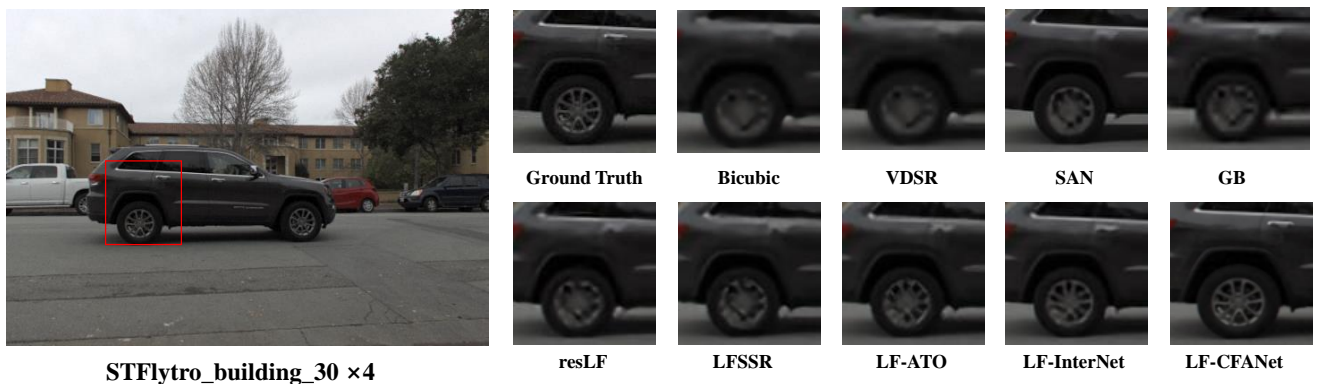 Ground Truth
Bicubic
VDSR
SAN
GB
resLF
LFSSR
LF-ATO
LF-InterNet
LF-CFANet
STFlytro_building_30 ×4